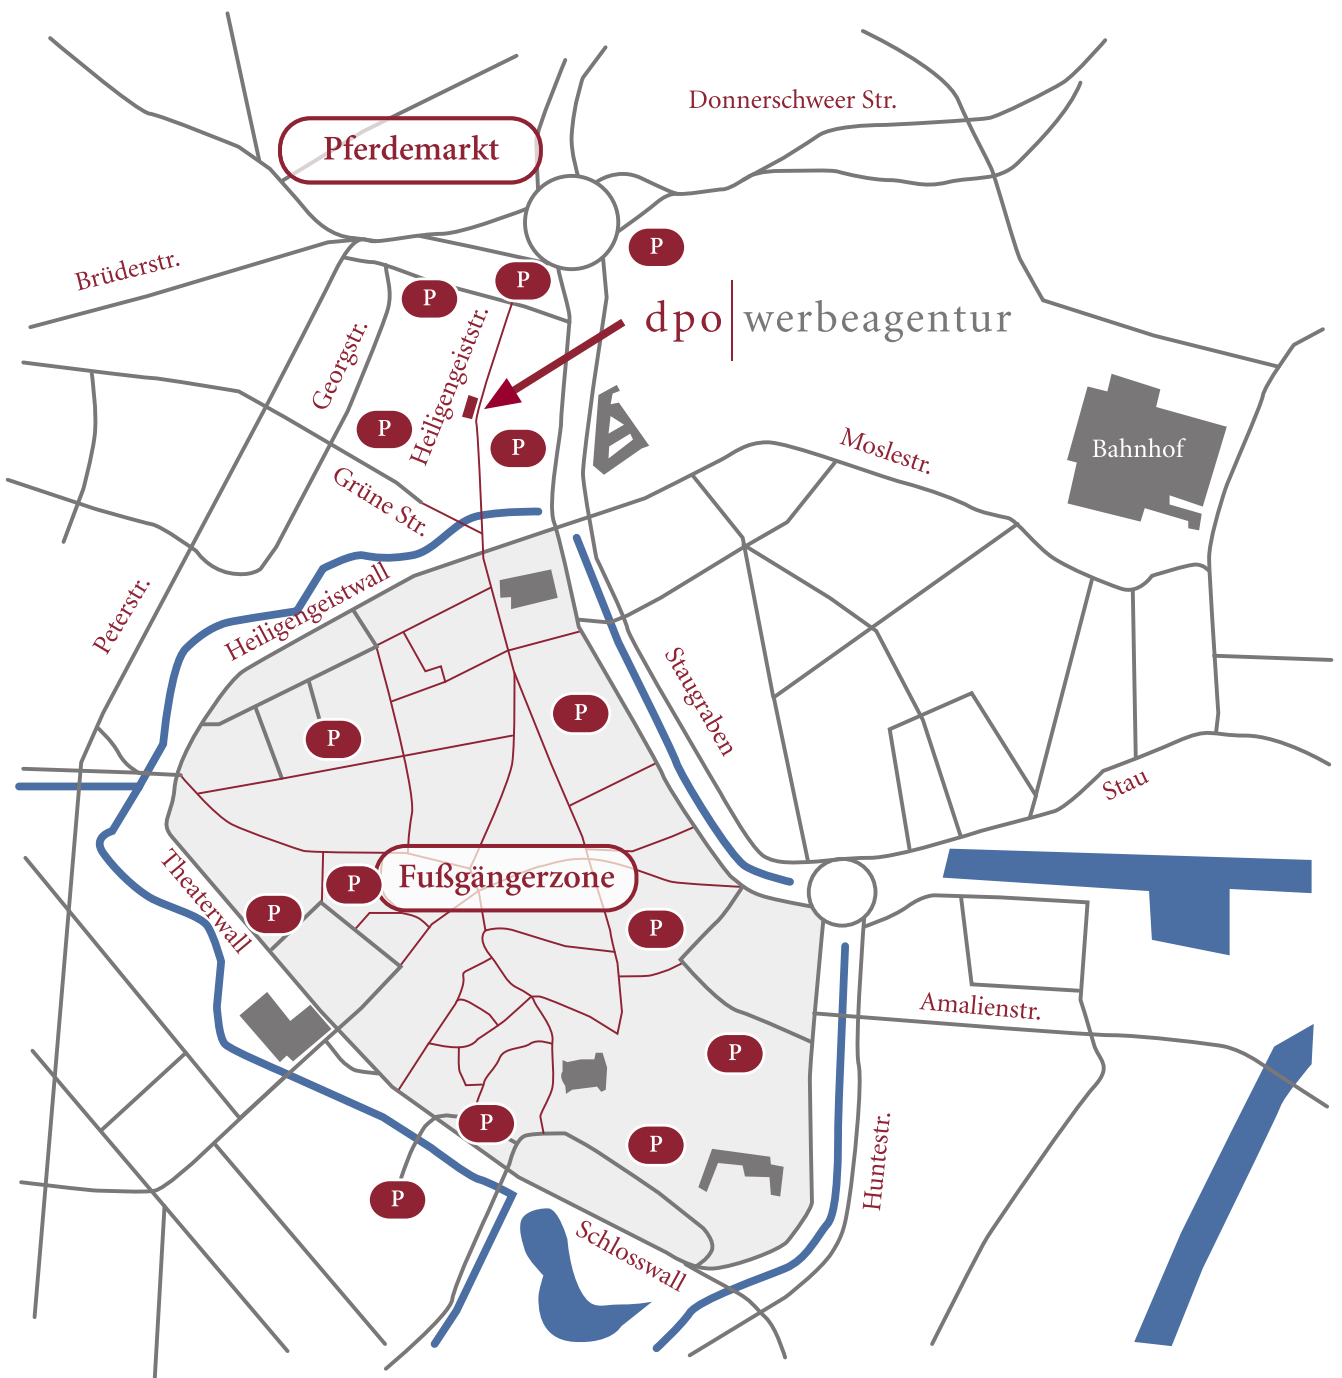 Donnerschweer Str.
Pferdemarkt
P
Brüderstr.
P
P
dpo werbeagentur
Georgstr.
Heiligengeiststr.
P
P
Moslestr.
Bahnhof
Grüne Str.
Heiligengeistwall
Peterstr.
Staugraben
P
P
Stau
Theaterwall
P
Fußgängerzone
P
P
Amalienstr.
P
P
P
Huntestr.
P
Schlosswall